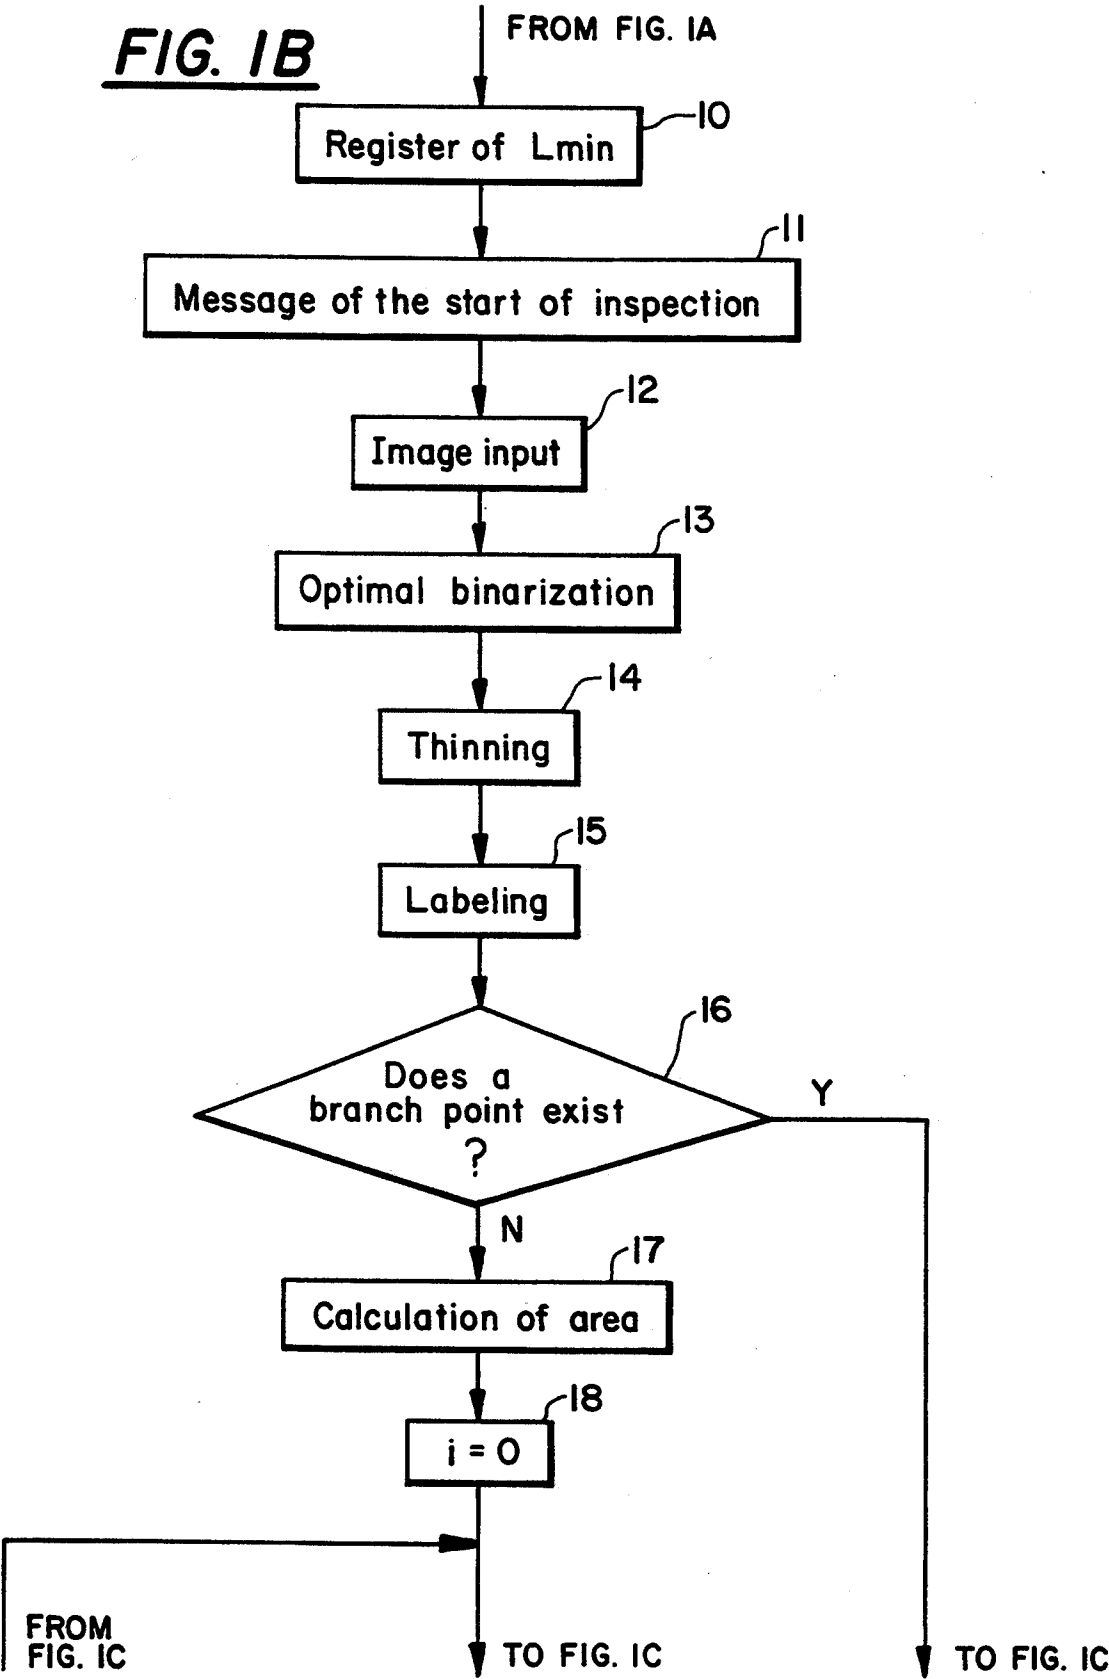 FIG. 1B
FROM FIG. 1A
10
Register of Lmin
11
Message of the start of inspection
12
Image input
13
Optimal binarization
14
Thinning
15
Labeling
16
Does a
branch point exist
?
Y
N
17
Calculation of area
18
i = 0
FROM
FIG. 1C
TO FIG. 1C
TO FIG. 1C